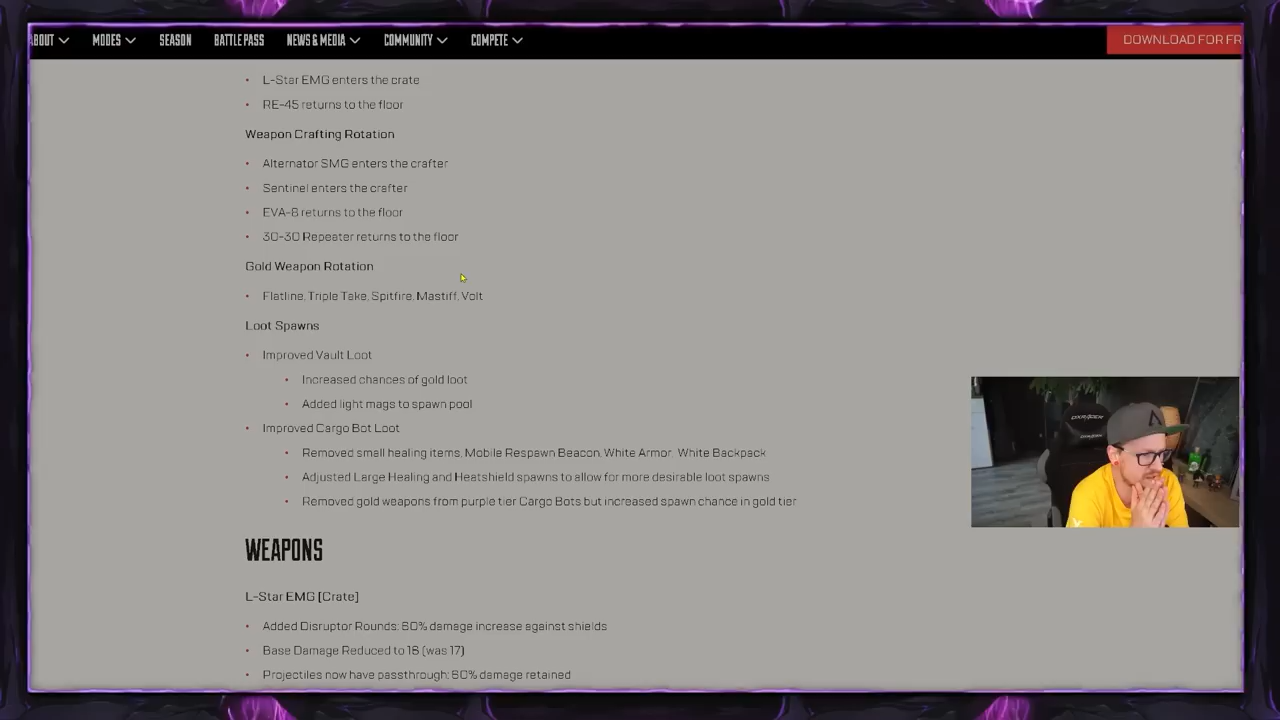 ABOUT MODES SEASON BATTLE PASS NEWS & MEDIA COMMUNITY COMPETE DOWNLOAD FOR FR
• L-Star EMG enters the crate
• RE-45 returns to the floor
Weapon Crafting Rotation
• Alternator SMG enters the crafter
• Sentinel enters the crafter
• EVA-8 returns to the floor
• 30-30 Repeater returns to the floor
Gold Weapon Rotation
• Flatline, Triple Take, Spitfire, Mastiff, Volt
Loot Spawns
• Improved Vault Loot
• Increased chances of gold loot
• Added light mags to spawn pool
• Improved Cargo Bot Loot
• Removed small healing items, Mobile Respawn Beacon, White Armor, White Backpack
• Adjusted Large Healing and Heatshield spawns to allow for more desirable loot spawns
• Removed gold weapons from purple tier Cargo Bots but increased spawn chance in gold tier
WEAPONS
L-Star EMG [Crate]
• Added Disruptor Rounds: 60% damage increase against shields
• Base Damage Reduced to 16 (was 17)
• Projectiles now have passthrough: 60% damage retained